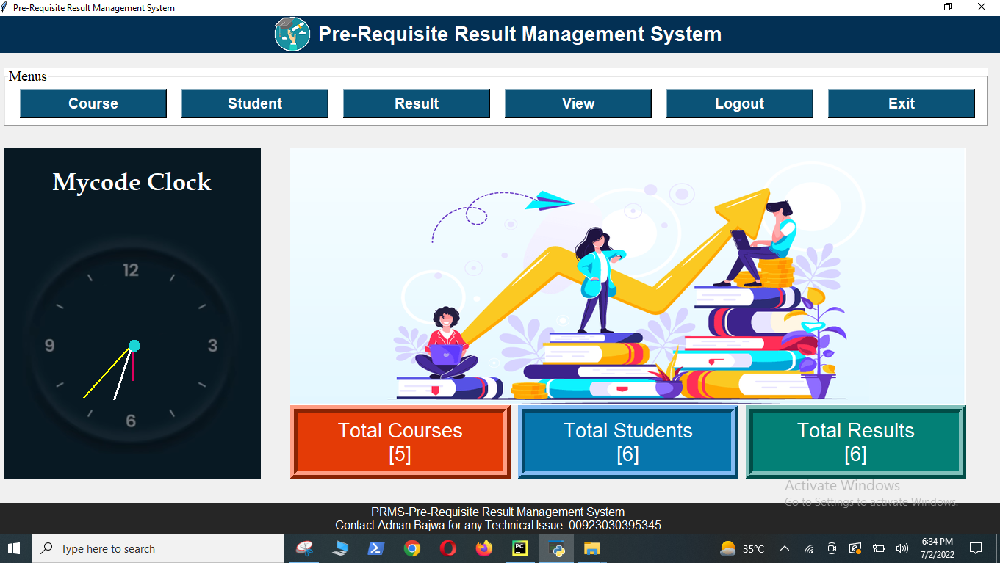 Pre-Requisite Result Management System
Pre-Requisite Result Management System
Menus
Course Student Result View Logout Exit
Mycode Clock
12
9 3
6
Total Courses
[5]
Total Students
[6]
Total Results
[6]
Activate Windows
Go to Settings to activate Windows.
PRMS-Pre-Requisite Result Management System
Contact Adnan Bajwa for any Technical Issue: 00923030395345
Type here to search
PC
35°C
6:34 PM
7/2/2022